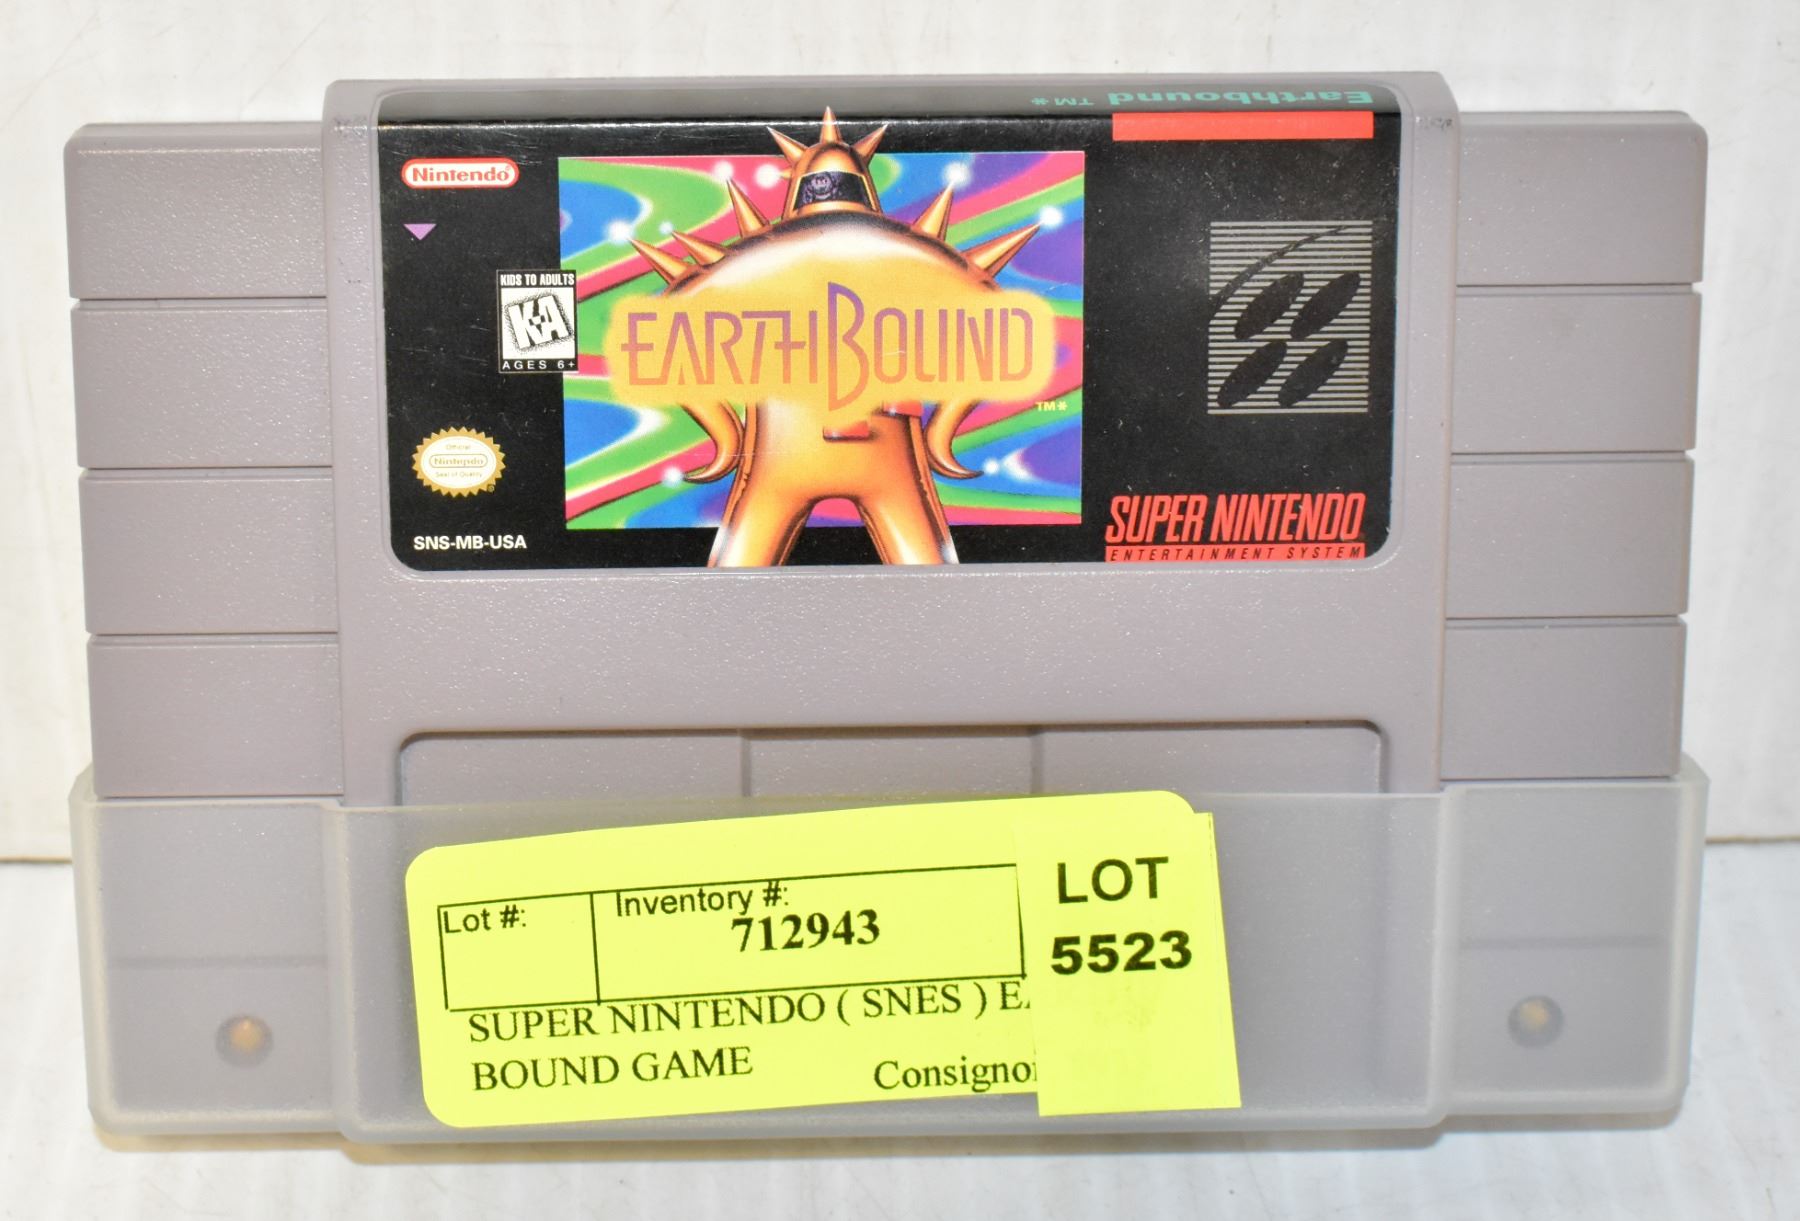 Earthbound TM*
Nintendo
KIDS TO ADULTS
K-A
AGES 6+
EARTHBOUND
TM*
Official
Nintendo
Seal of Quality
®
SNS-MB-USA
SUPER NINTENDO
ENTERTAINMENT SYSTEM
Lot #:
Inventory #:
712943
LOT
5523
SUPER NINTENDO ( SNES ) E
BOUND GAME
Consigno